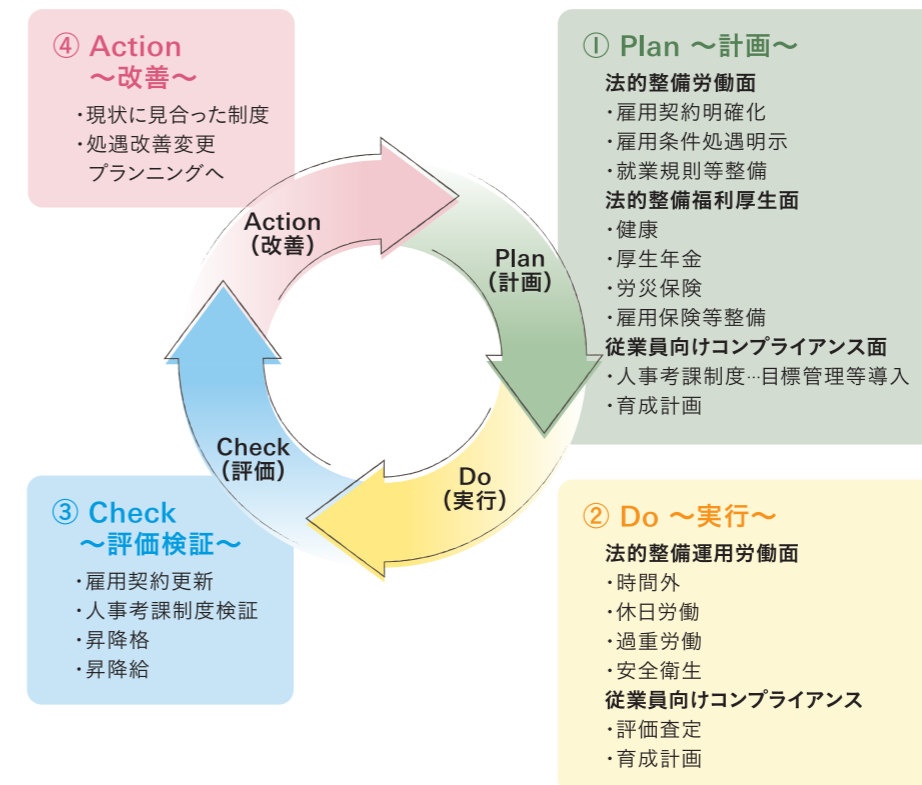 ④ Action
～改善～
・現状に見合った制度
・処遇改善変更
プランニングへ
① Plan ～計画～
法的整備労働面
・雇用契約明確化
・雇用条件処遇明示
・就業規則等整備
法的整備福利厚生面
・健康
・厚生年金
・労災保険
・雇用保険等整備
従業員向けコンプライアンス面
・人事考課制度…目標管理等導入
・育成計画
Action
（改善）
Plan
（計画）
Check
（評価）
Do
（実行）
③ Check
～評価検証～
・雇用契約更新
・人事考課制度検証
・昇降格
・昇降給
② Do ～実行～
法的整備運用労働面
・時間外
・休日労働
・過重労働
・安全衛生
従業員向けコンプライアンス
・評価査定
・育成計画